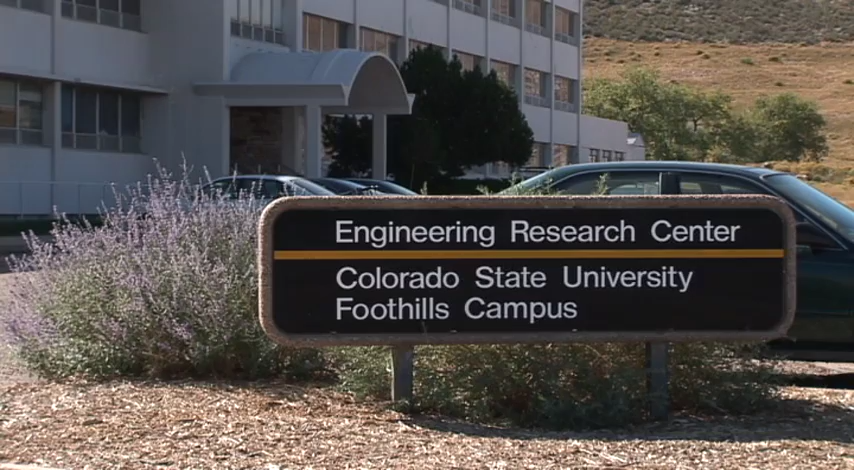 Engineering Research Center
Colorado State University
Foothills Campus